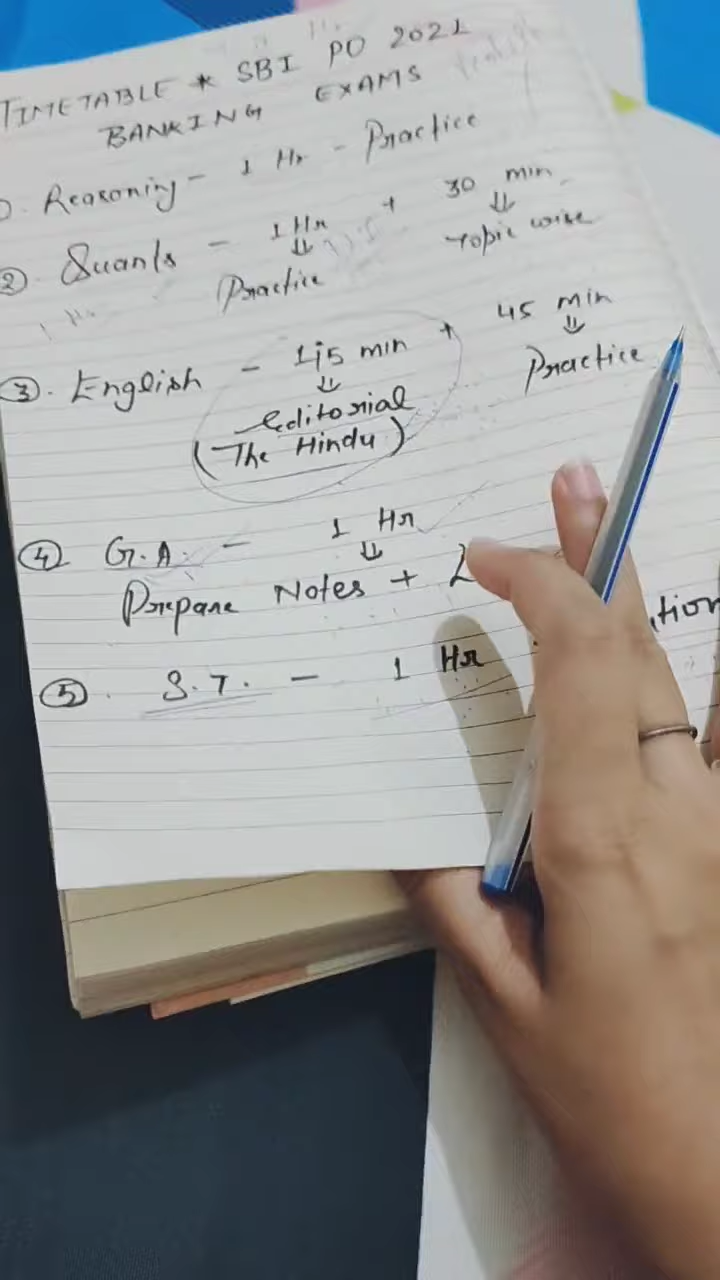 TIMETABLE * SBI PO 2021
BANKING EXAMS
1). Reasoning - 1 Hr - Practice
2). Quants - 1 Hr + 30 min
⇓ ⇓
Practice Topic wise
3). English - 15 min + 45 min
⇓ ⇓
Editorial Practice
(The Hindu)
4) G.A. - 1 Hr
⇓
Prepare Notes +
5). S.T. - 1 Hr